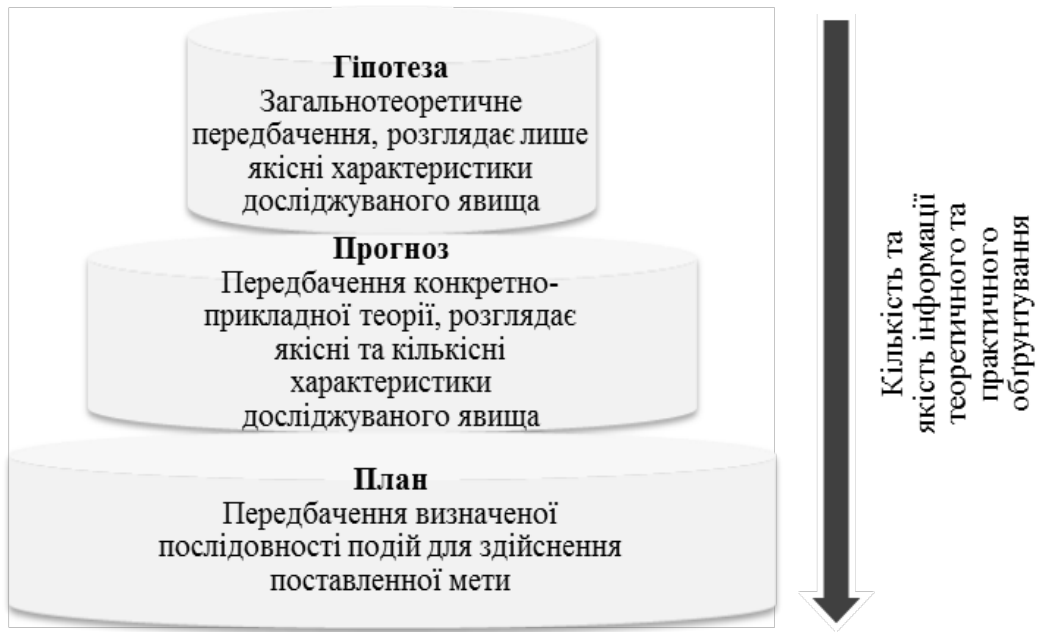 Гіпотеза
Загальнотеоретичне
передбачення, розглядає лише
якісні характеристики
досліджуваного явища
Прогноз
Передбачення конкретно-
прикладної теорії, розглядає
якісні та кількісні
характеристики
досліджуваного явища
План
Передбачення визначеної
послідовності подій для здійснення
поставленної мети
Кількість та
якість інформації
теоретичного та
практичного
обґрунтування